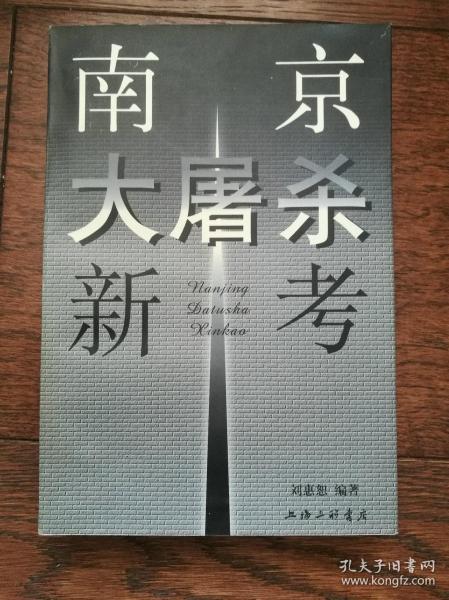 南京
大屠杀
新考
Nanjing
Datusha
Xinkao
刘惠恕 编著
上海三联书店
孔夫子旧书网
www.kongfz.com